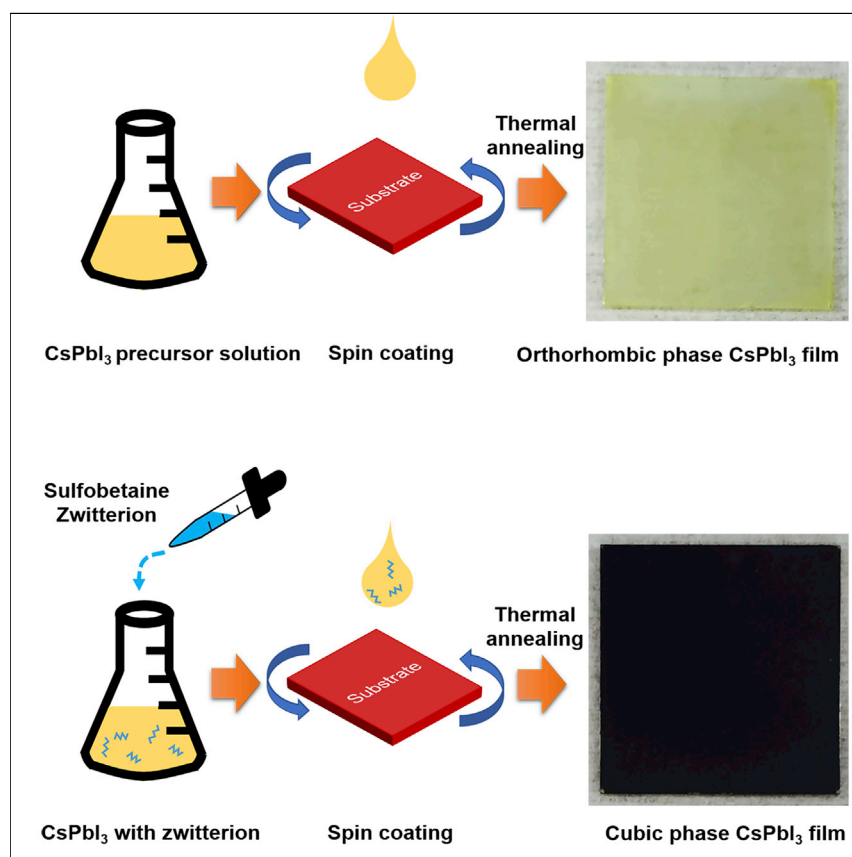 Thermal
annealing
Substrate
CsPbI₃ precursor solution
Spin coating
Orthorhombic phase CsPbI₃ film
Sulfobetaine
Zwitterion
Thermal
annealing
Substrate
CsPbI₃ with zwitterion
Spin coating
Cubic phase CsPbI₃ film